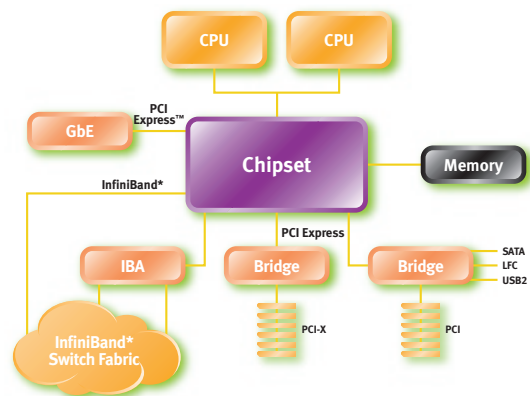 CPU
CPU
PCI
Express™
GbE
Chipset
Memory
InfiniBand*
PCI Express
IBA
Bridge
Bridge
SATA
LFC
USB2
PCI-X
PCI
InfiniBand*
Switch Fabric